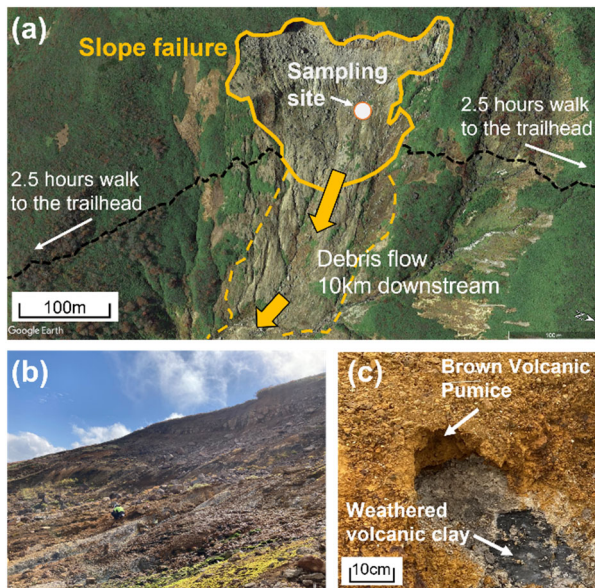 (a)
Slope failure
Sampling
site
2.5 hours walk
to the trailhead
2.5 hours walk
to the trailhead
Debris flow
10km downstream
100m
Google Earth
(b)
(c)
Brown Volcanic
Pumice
Weathered
volcanic clay
10cm